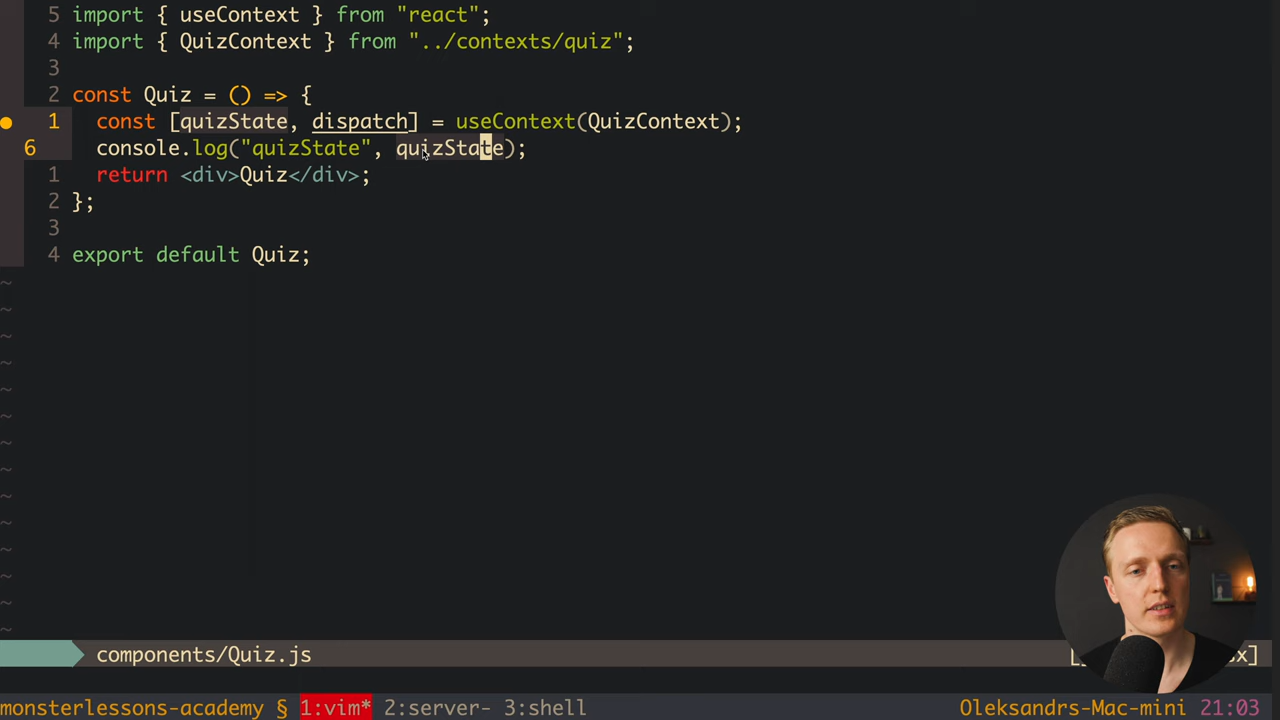 5 import { useContext } from "react";
4 import { QuizContext } from "../contexts/quiz";
3
2 const Quiz = () => {
1   const [quizState, dispatch] = useContext(QuizContext);
6   console.log("quizState", quizState);
1   return <div>Quiz</div>;
2 };
3
4 export default Quiz;
~
~
~
~
~
~
~
~
~
~
~
~
~
~
components/Quiz.js
monsterlessons-academy § 1:vim* 2:server- 3:shell Oleksandrs-Mac-mini 21:03